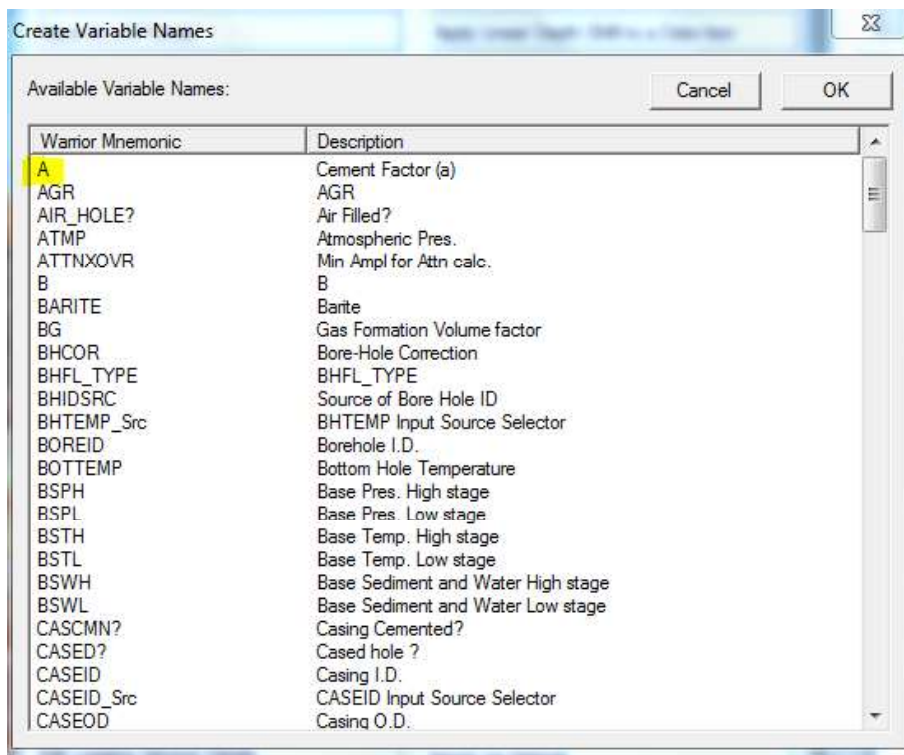 Create Variable Names
Available Variable Names:
Cancel
OK
Warrior Mnemonic Description
A Cement Factor (a)
AGR AGR
AIR_HOLE? Air Filled?
ATMP Atmospheric Pres.
ATTNXOVR Min Ampl for Attn calc.
B B
BARITE Barite
BG Gas Formation Volume factor
BHCOR Bore-Hole Correction
BHFL_TYPE BHFL_TYPE
BHIDSRC Source of Bore Hole ID
BHTEMP_Src BHTEMP Input Source Selector
BOREID Borehole I.D.
BOTTEMP Bottom Hole Temperature
BSPH Base Pres. High stage
BSPL Base Pres. Low stage
BSTH Base Temp. High stage
BSTL Base Temp. Low stage
BSWH Base Sediment and Water High stage
BSWL Base Sediment and Water Low stage
CASCMN? Casing Cemented?
CASED? Cased hole ?
CASEID Casing I.D.
CASEID_Src CASEID Input Source Selector
CASEOD Casing O.D.